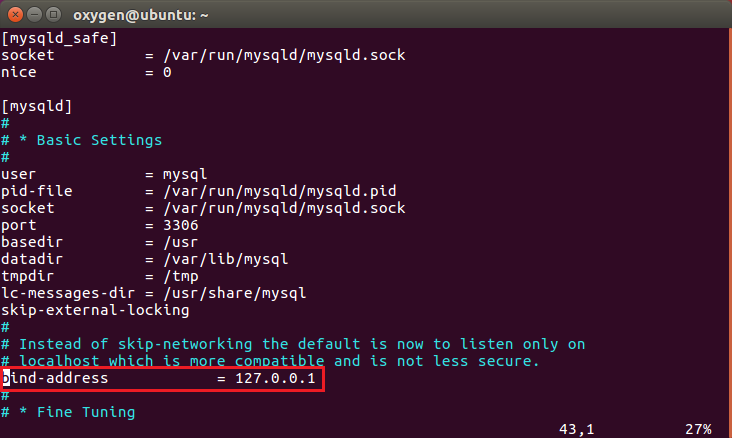 oxygen@ubuntu: ~
[mysqld_safe]
socket          = /var/run/mysqld/mysqld.sock
nice            = 0
[mysqld]
#
# * Basic Settings
#
user            = mysql
pid-file        = /var/run/mysqld/mysqld.pid
socket          = /var/run/mysqld/mysqld.sock
port            = 3306
basedir         = /usr
datadir         = /var/lib/mysql
tmpdir          = /tmp
lc-messages-dir = /usr/share/mysql
skip-external-locking
#
# Instead of skip-networking the default is now to listen only on
# localhost which is more compatible and is not less secure.
bind-address            = 127.0.0.1
#
# * Fine Tuning
43,1          27%